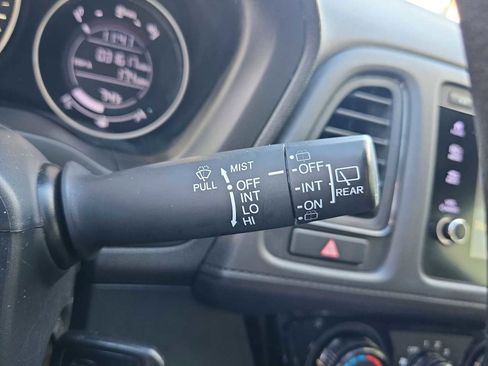 MIST
PULL
OFF
INT
LO
HI
OFF
INT
ON
REAR